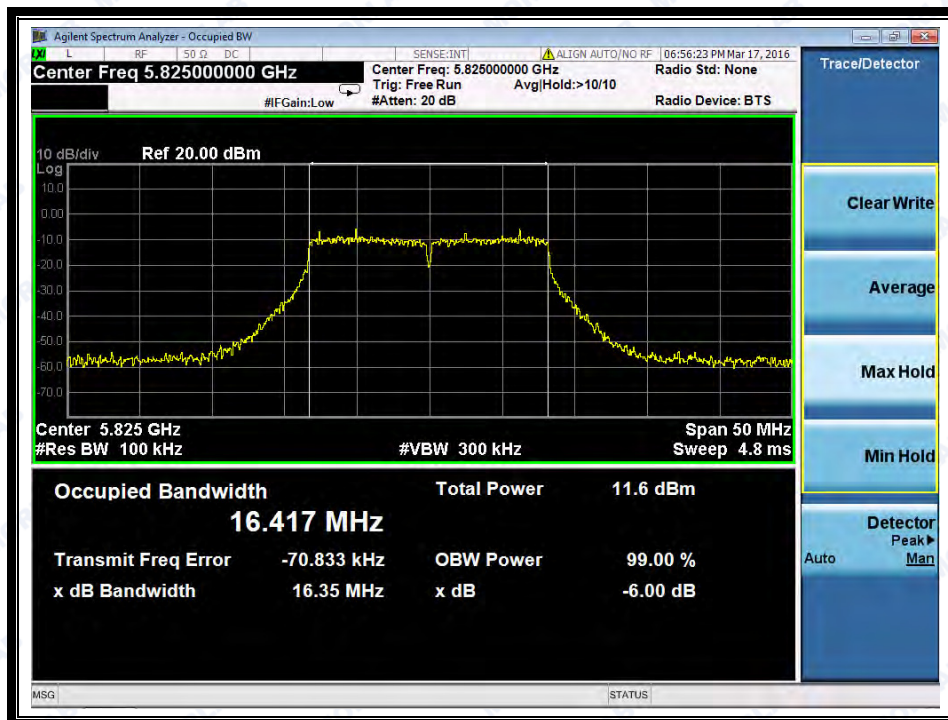 Agilent Spectrum Analyzer - Occupied BW
LXI L RF 50 Ω DC SENSE:INT ALIGN AUTO/NO RF 06:56:23 PM Mar 17, 2016
Center Freq 5.825000000 GHz
#IFGain:Low
Center Freq: 5.825000000 GHz
Trig: Free Run Avg|Hold:>10/10
#Atten: 20 dB
Radio Std: None
Radio Device: BTS
10 dB/div Ref 20.00 dBm
Log
10.0
0.00
-10.0
-20.0
-30.0
-40.0
-50.0
-60.0
-70.0
Center 5.825 GHz Span 50 MHz
#Res BW 100 kHz #VBW 300 kHz Sweep 4.8 ms
Occupied Bandwidth Total Power 11.6 dBm
16.417 MHz
Transmit Freq Error -70.833 kHz OBW Power 99.00 %
x dB Bandwidth 16.35 MHz x dB -6.00 dB
Trace/Detector
Clear Write
Average
Max Hold
Min Hold
Detector
Peak▶
Auto Man
MSG STATUS